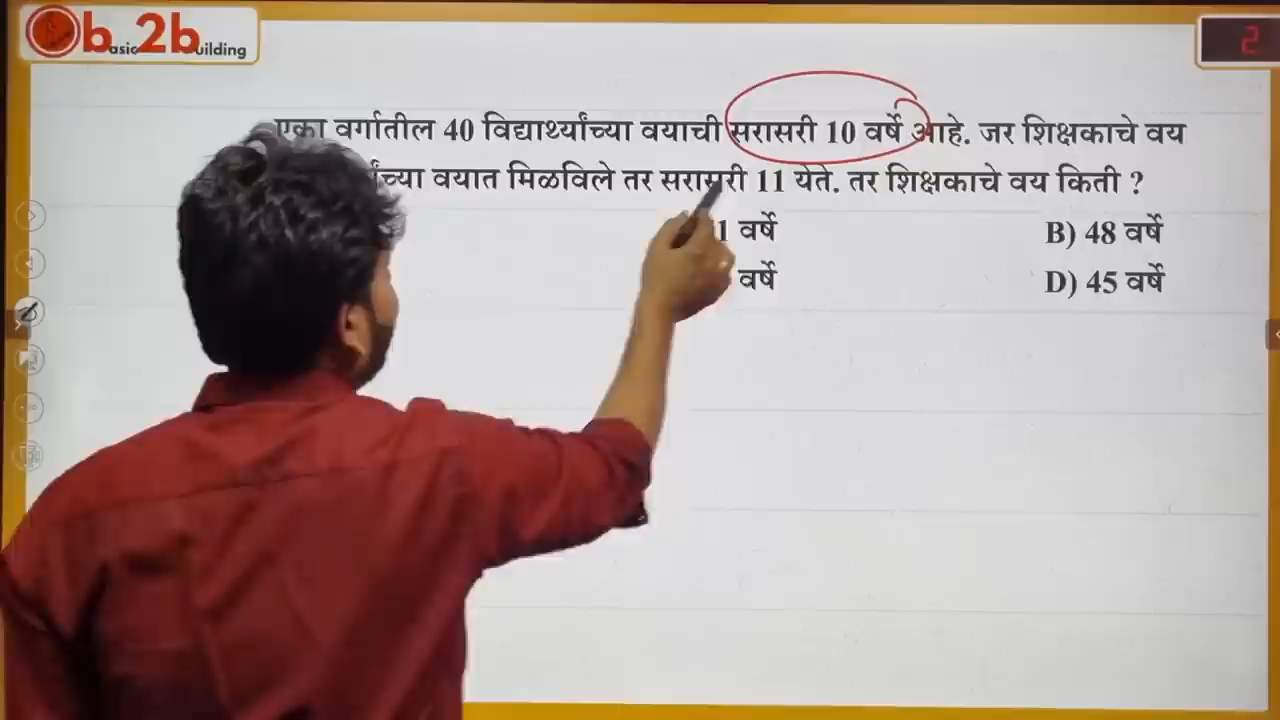 b asic 2b uilding
2
एका वर्गातील 40 विद्यार्थ्यांच्या वयाची सरासरी 10 वर्षे आहे. जर शिक्षकाचे वय
वयात मिळविले तर सरासरी 11 येते. तर शिक्षकाचे वय किती ?
वर्षे B) 48 वर्षे
वर्षे D) 45 वर्षे